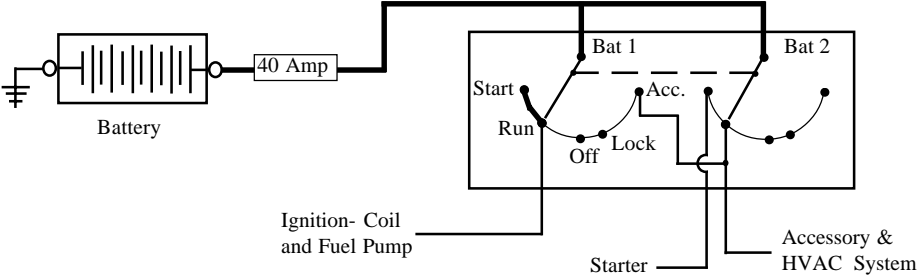 Bat 1
Bat 2
40 Amp
Start
Acc.
Battery
Run
Lock
Off
Ignition- Coil
and Fuel Pump
Accessory &
HVAC System
Starter